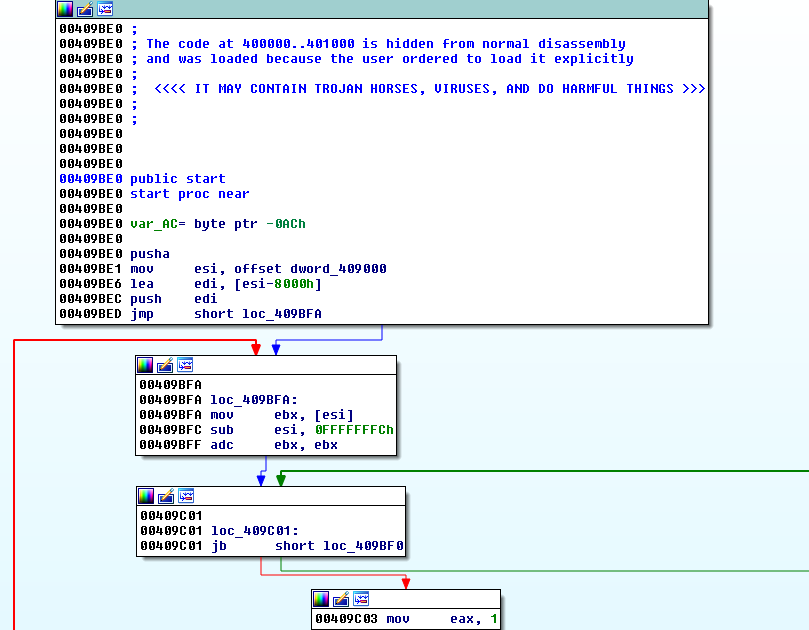 00409BE0 ;
00409BE0 ; The code at 400000..401000 is hidden from normal disassembly
00409BE0 ; and was loaded because the user ordered to load it explicitly
00409BE0 ;
00409BE0 ;  <<<< IT MAY CONTAIN TROJAN HORSES, VIRUSES, AND DO HARMFUL THINGS >>>
00409BE0 ;
00409BE0 ;
00409BE0
00409BE0
00409BE0
00409BE0 public start
00409BE0 start proc near
00409BE0
00409BE0 var_AC= byte ptr -0ACh
00409BE0
00409BE0 pusha
00409BE1 mov     esi, offset dword_409000
00409BE6 lea     edi, [esi-8000h]
00409BEC push    edi
00409BED jmp     short loc_409BFA
00409BFA
00409BFA loc_409BFA:
00409BFA mov     ebx, [esi]
00409BFC sub     esi, 0FFFFFFFCh
00409BFF adc     ebx, ebx
00409C01
00409C01 loc_409C01:
00409C01 jb      short loc_409BF0
00409C03 mov     eax, 1